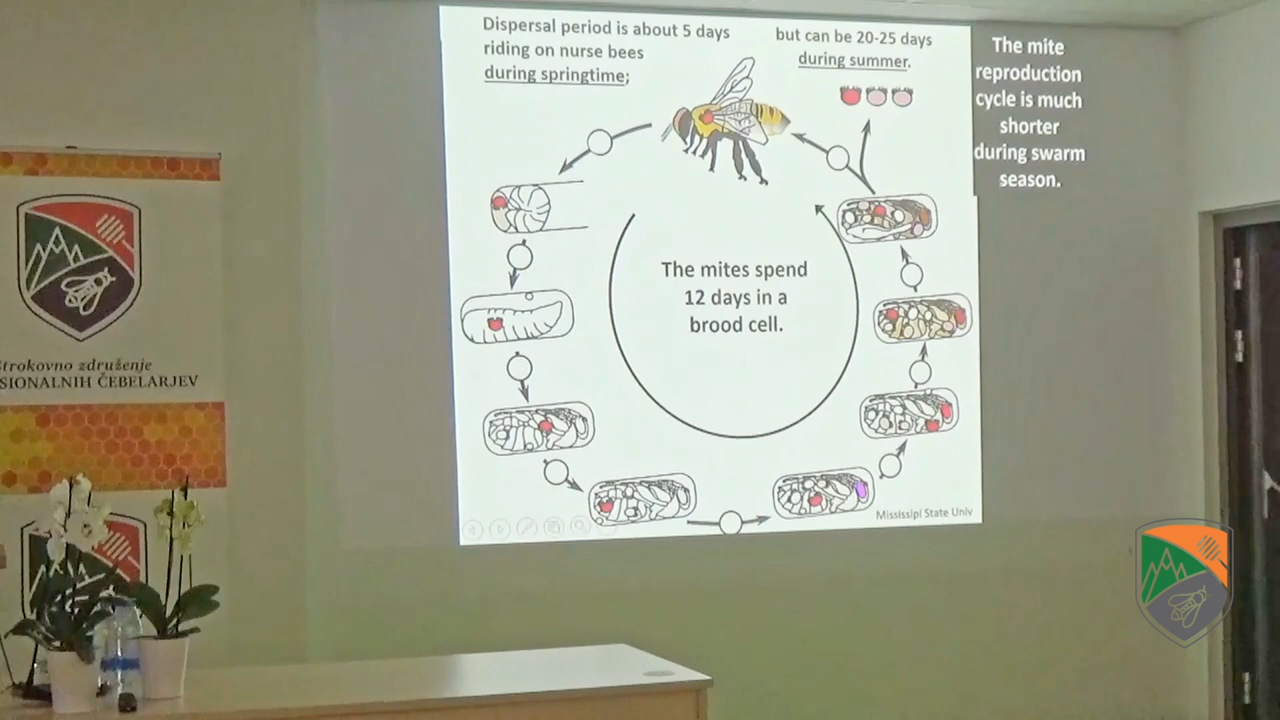 Dispersal period is about 5 days
riding on nurse bees
during springtime;
but can be 20-25 days
during summer.
The mite
reproduction
cycle is much
shorter
during swarm
season.
The mites spend
12 days in a
brood cell.
Mississipi State Univ
trokovno združenje
SIONALNIH ČEBELARJEV